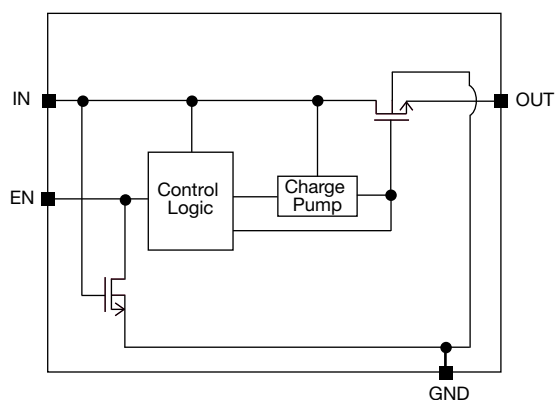 IN
OUT
EN
Control
Logic
Charge
Pump
GND